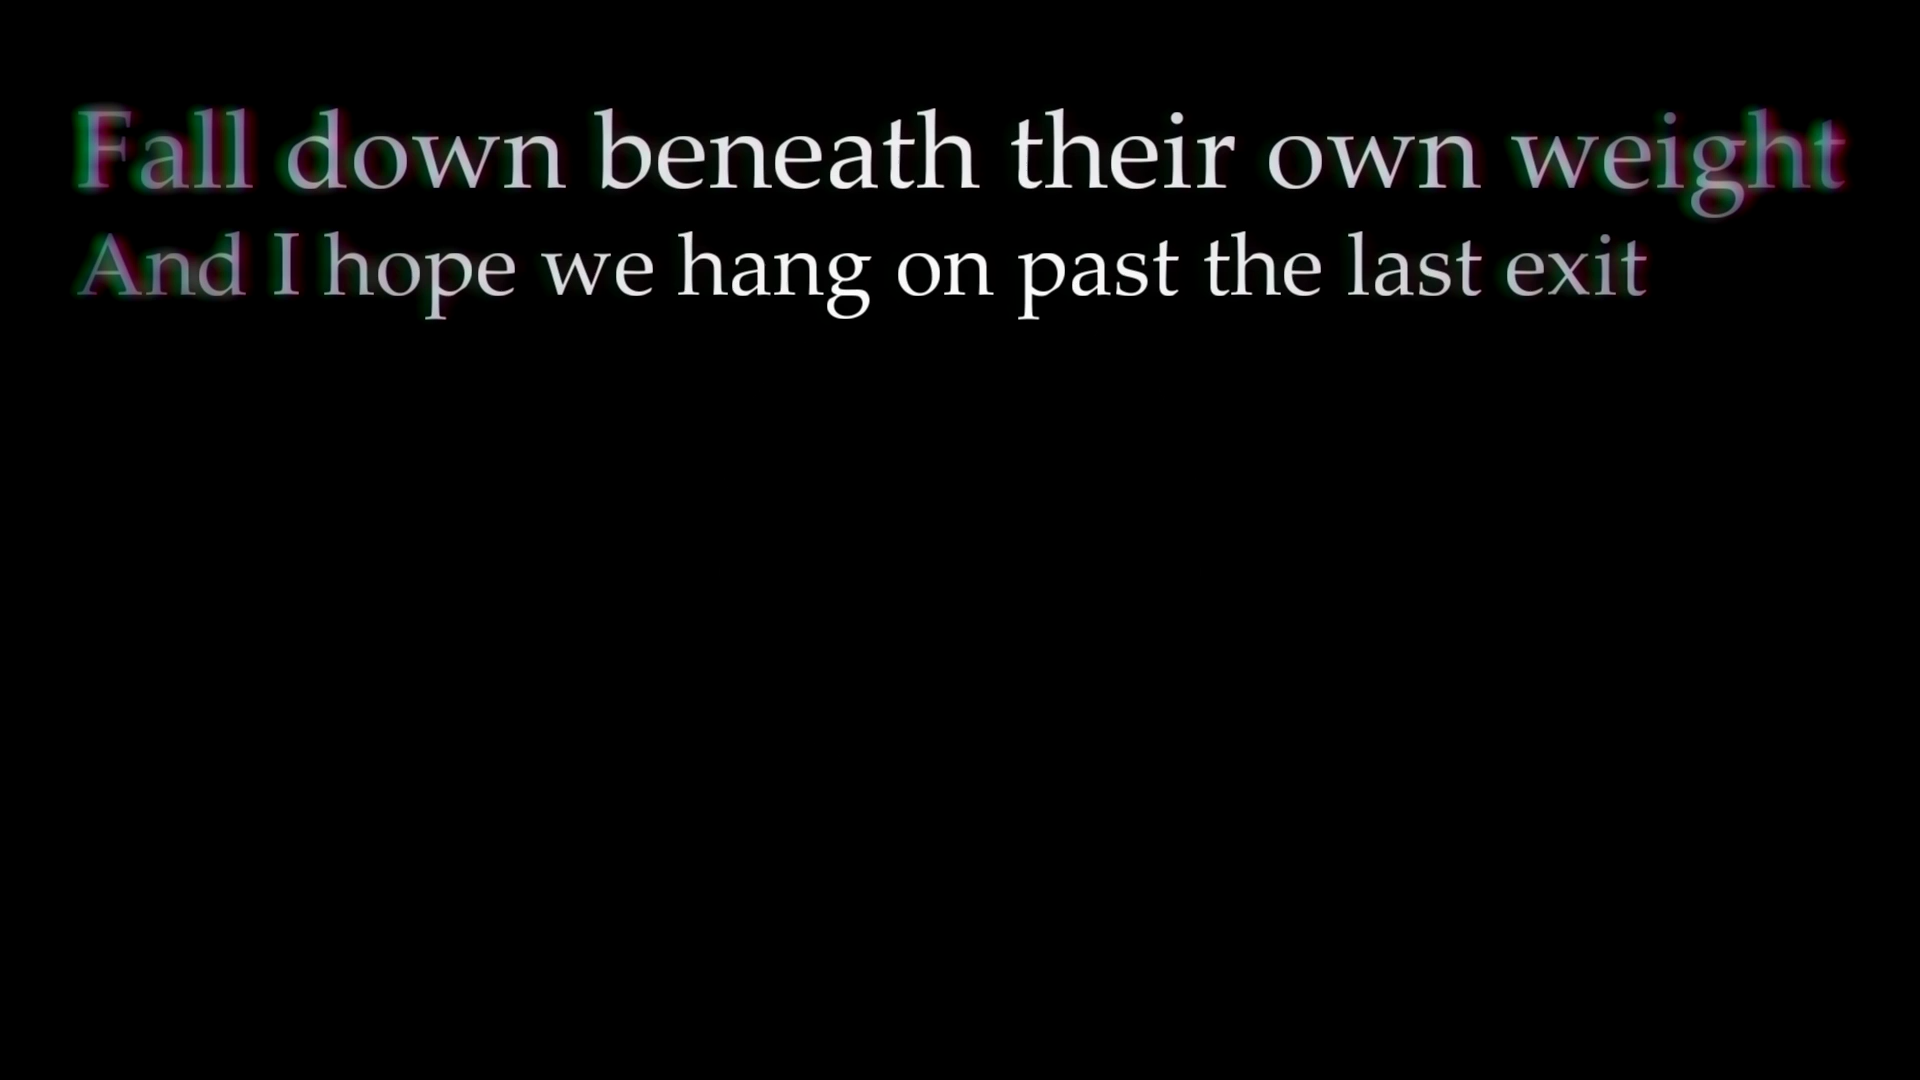 Fall down beneath their own weight
And I hope we hang on past the last exit